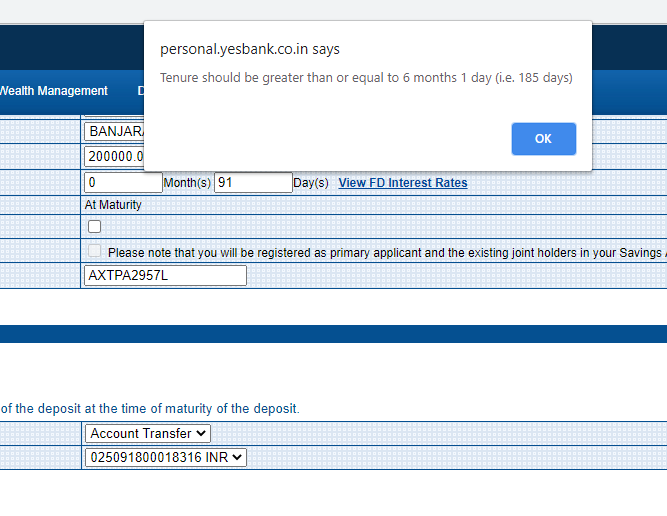 personal.yesbank.co.in says
Tenure should be greater than or equal to 6 months 1 day (i.e. 185 days)
OK
Wealth Management D
BANJARA
200000.0
0 Month(s) 91 Day(s) View FD Interest Rates
At Maturity
Please note that you will be registered as primary applicant and the existing joint holders in your Savings A
AXTPA2957L
of the deposit at the time of maturity of the deposit.
Account Transfer
025091800018316 INR